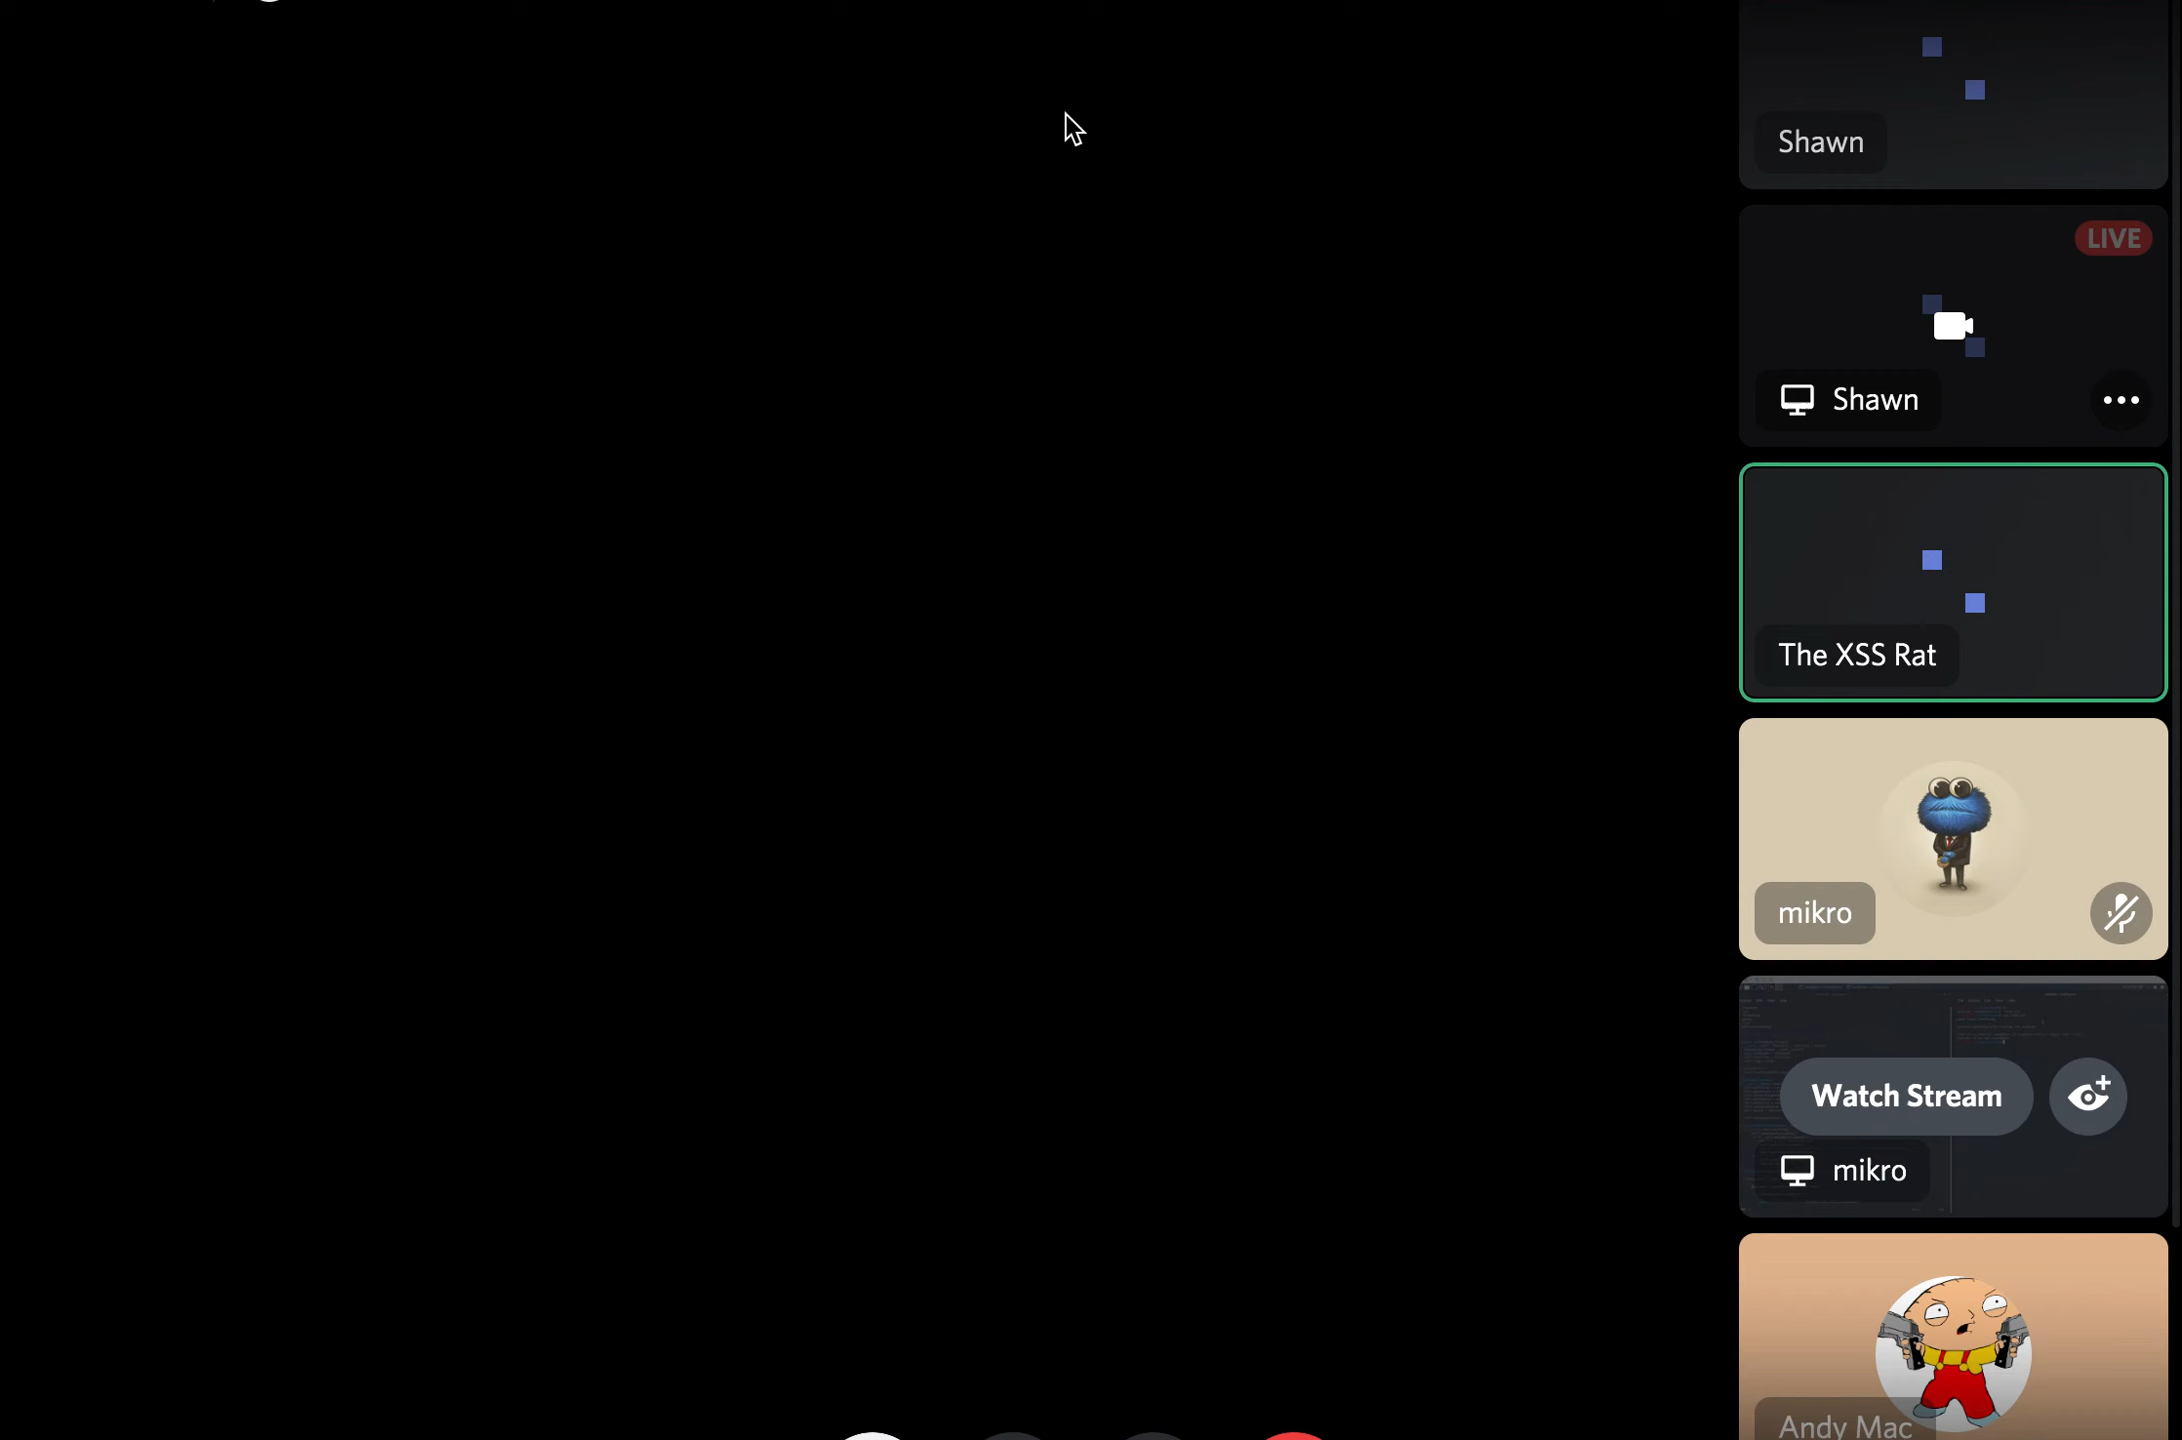 Shawn
LIVE
Shawn
The XSS Rat
mikro
Watch Stream
mikro
Andy Mac